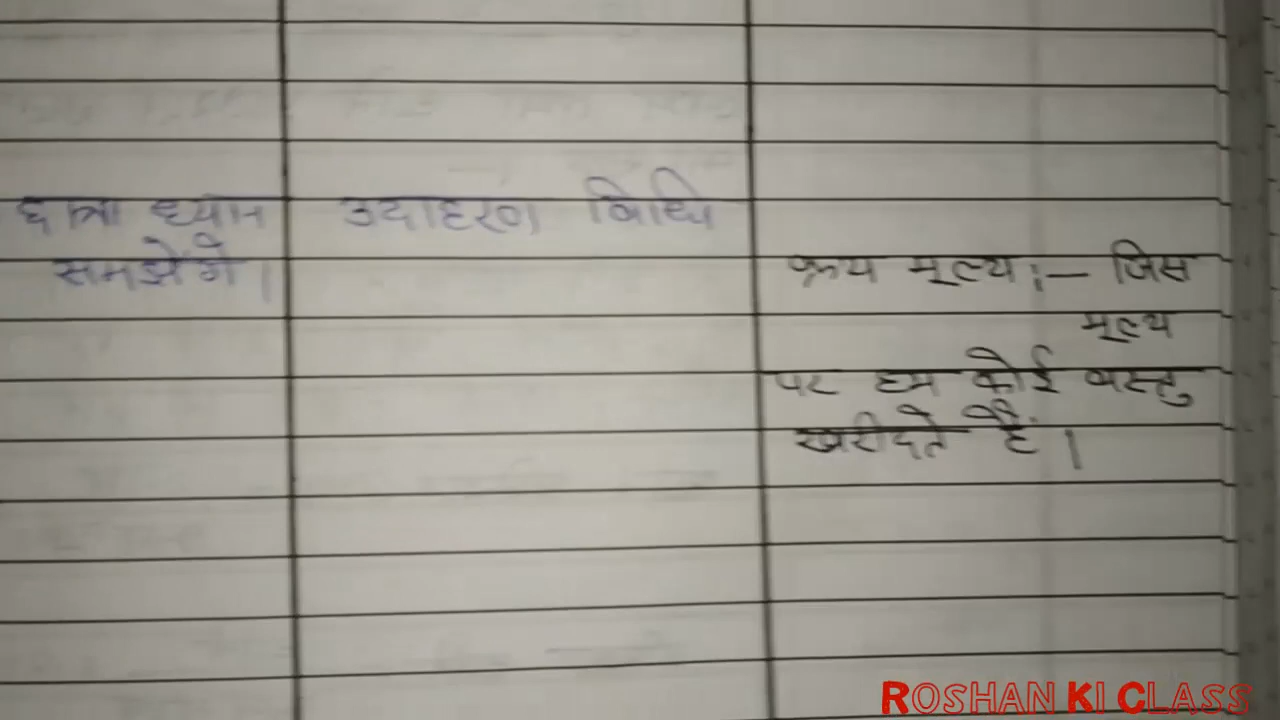 छात्रा ध्यान
समझेंगे।
उदाहरण विधि
क्रय मूल्य:- जिस
मूल्य
पर हम कोई वस्तु
खरीदते हैं।
ROSHAN KI CLASS